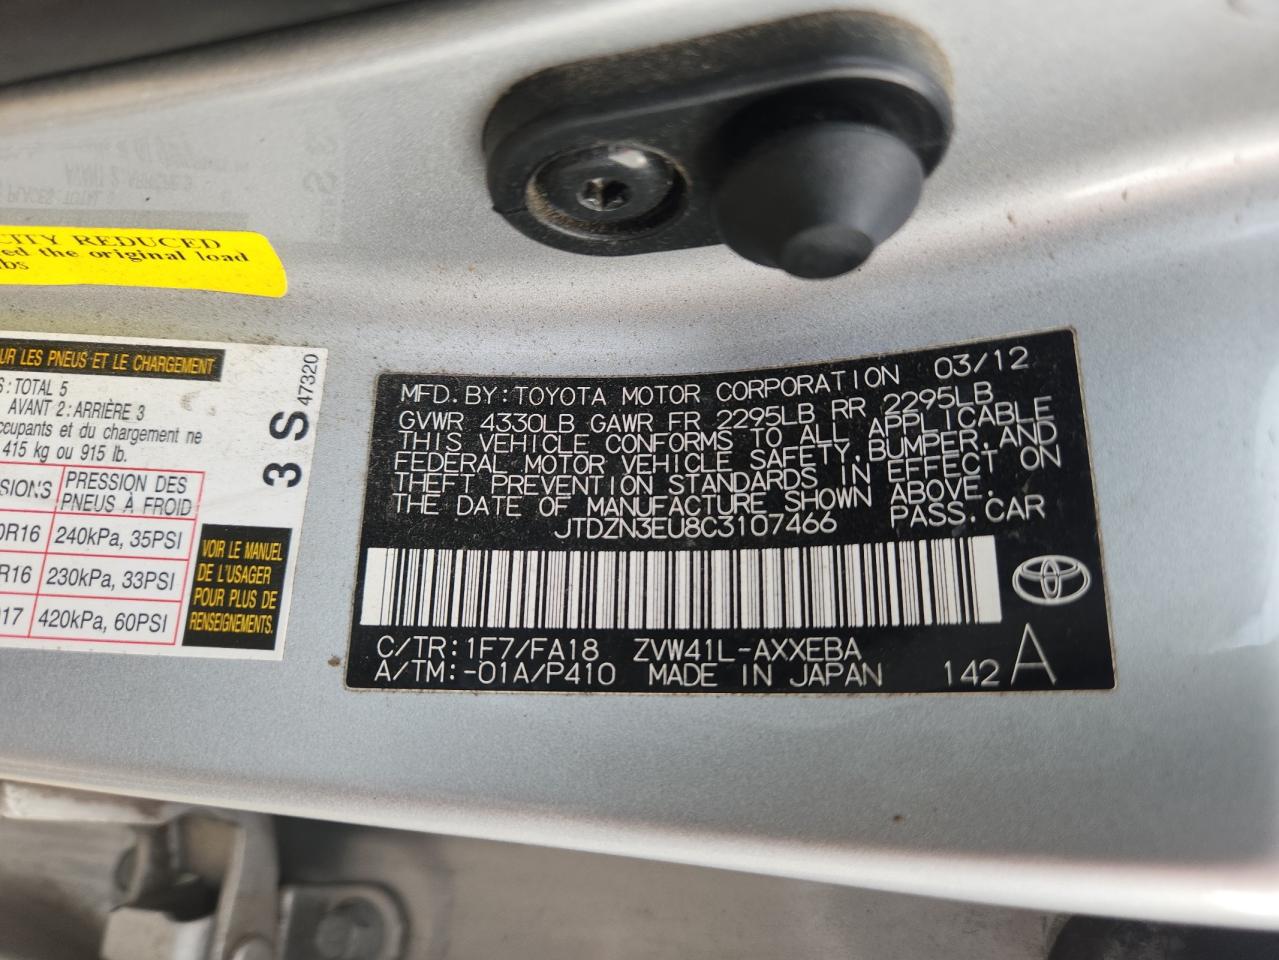 CITY REDUCED
ed the original load
bs
UR LES PNEUS ET LE CHARGEMENT
S : TOTAL 5
AVANT 2 : ARRIÈRE 3
ccupants et du chargement ne
415 kg ou 915 lb.
3 S 47320
SIONS PRESSION DES PNEUS À FROID
0R16 240kPa, 35PSI
R16 230kPa, 33PSI
017 420kPa, 60PSI
VOIR LE MANUEL
DE L'USAGER
POUR PLUS DE
RENSEIGNEMENTS.
MFD. BY: TOYOTA MOTOR CORPORATION 03/12
GVWR 4330LB GAWR FR 2295LB RR 2295LB
THIS VEHICLE CONFORMS TO ALL APPLICABLE
FEDERAL MOTOR VEHICLE SAFETY, BUMPER, AND
THEFT PREVENTION STANDARDS IN EFFECT ON
THE DATE OF MANUFACTURE SHOWN ABOVE.
JTDZN3EU8C3107466 PASS. CAR
C/TR: 1F7/FA18 ZVW41L-AXXEBA
A/TM: -01A/P410 MADE IN JAPAN 142 A